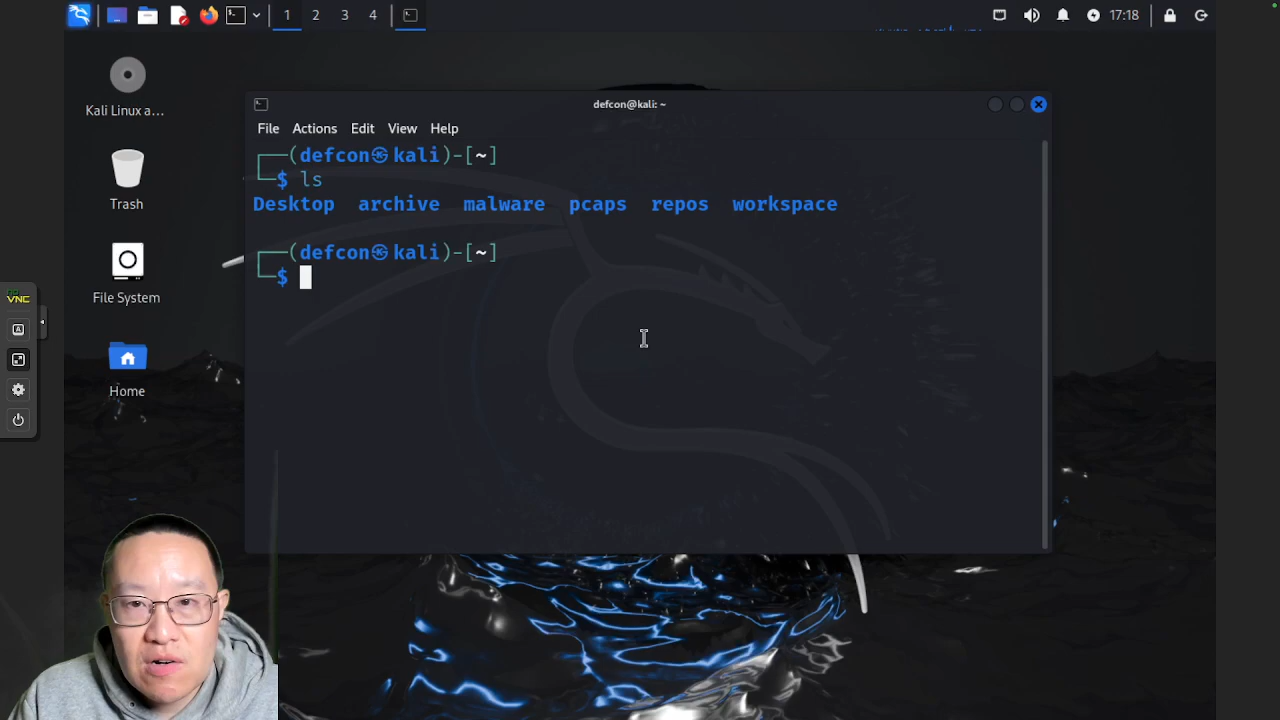 1 2 3 4
17:18
Kali Linux a...
Trash
File System
Home
VNC
A
defcon@kali: ~
File Actions Edit View Help
┌──(defcon㉿kali)-[~]
└─$ ls
Desktop archive malware pcaps repos workspace
┌──(defcon㉿kali)-[~]
└─$